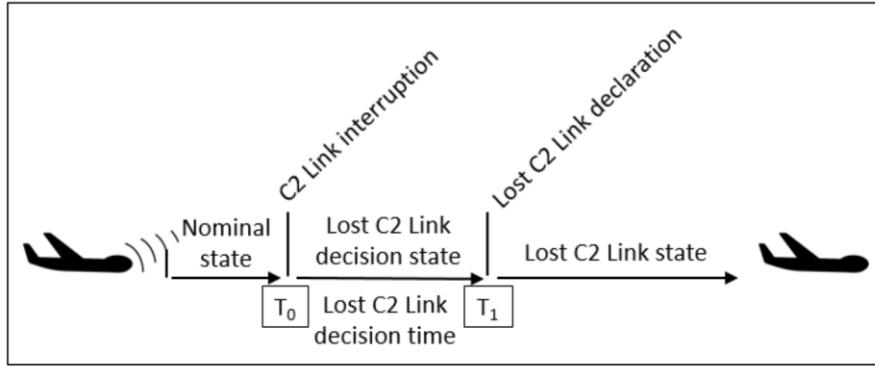 C2 Link interruption
Lost C2 Link declaration
Nominal
state
Lost C2 Link
decision state
Lost C2 Link state
T₀
Lost C2 Link
decision time
T₁